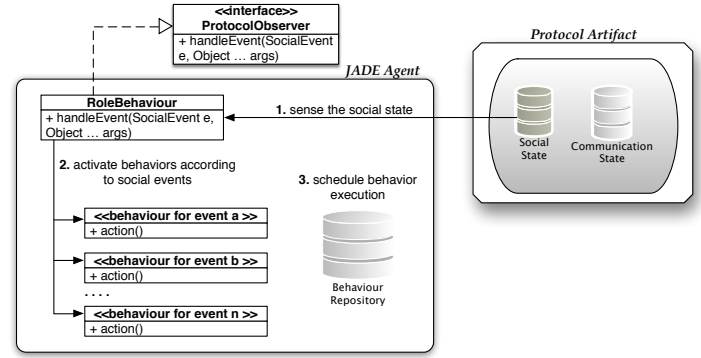 <<interface>>
ProtocolObserver
+ handleEvent(SocialEvent
e, Object ... args)
Protocol Artifact
JADE Agent
RoleBehaviour
+ handleEvent(SocialEvent e,
Object ... args)
1. sense the social state
Social
State
Communication
State
2. activate behaviors according
to social events
3. schedule behavior
execution
<<behaviour for event a >>
+ action()
<<behaviour for event b >>
+ action()
. . . .
<<behaviour for event n >>
+ action()
Behaviour
Repository